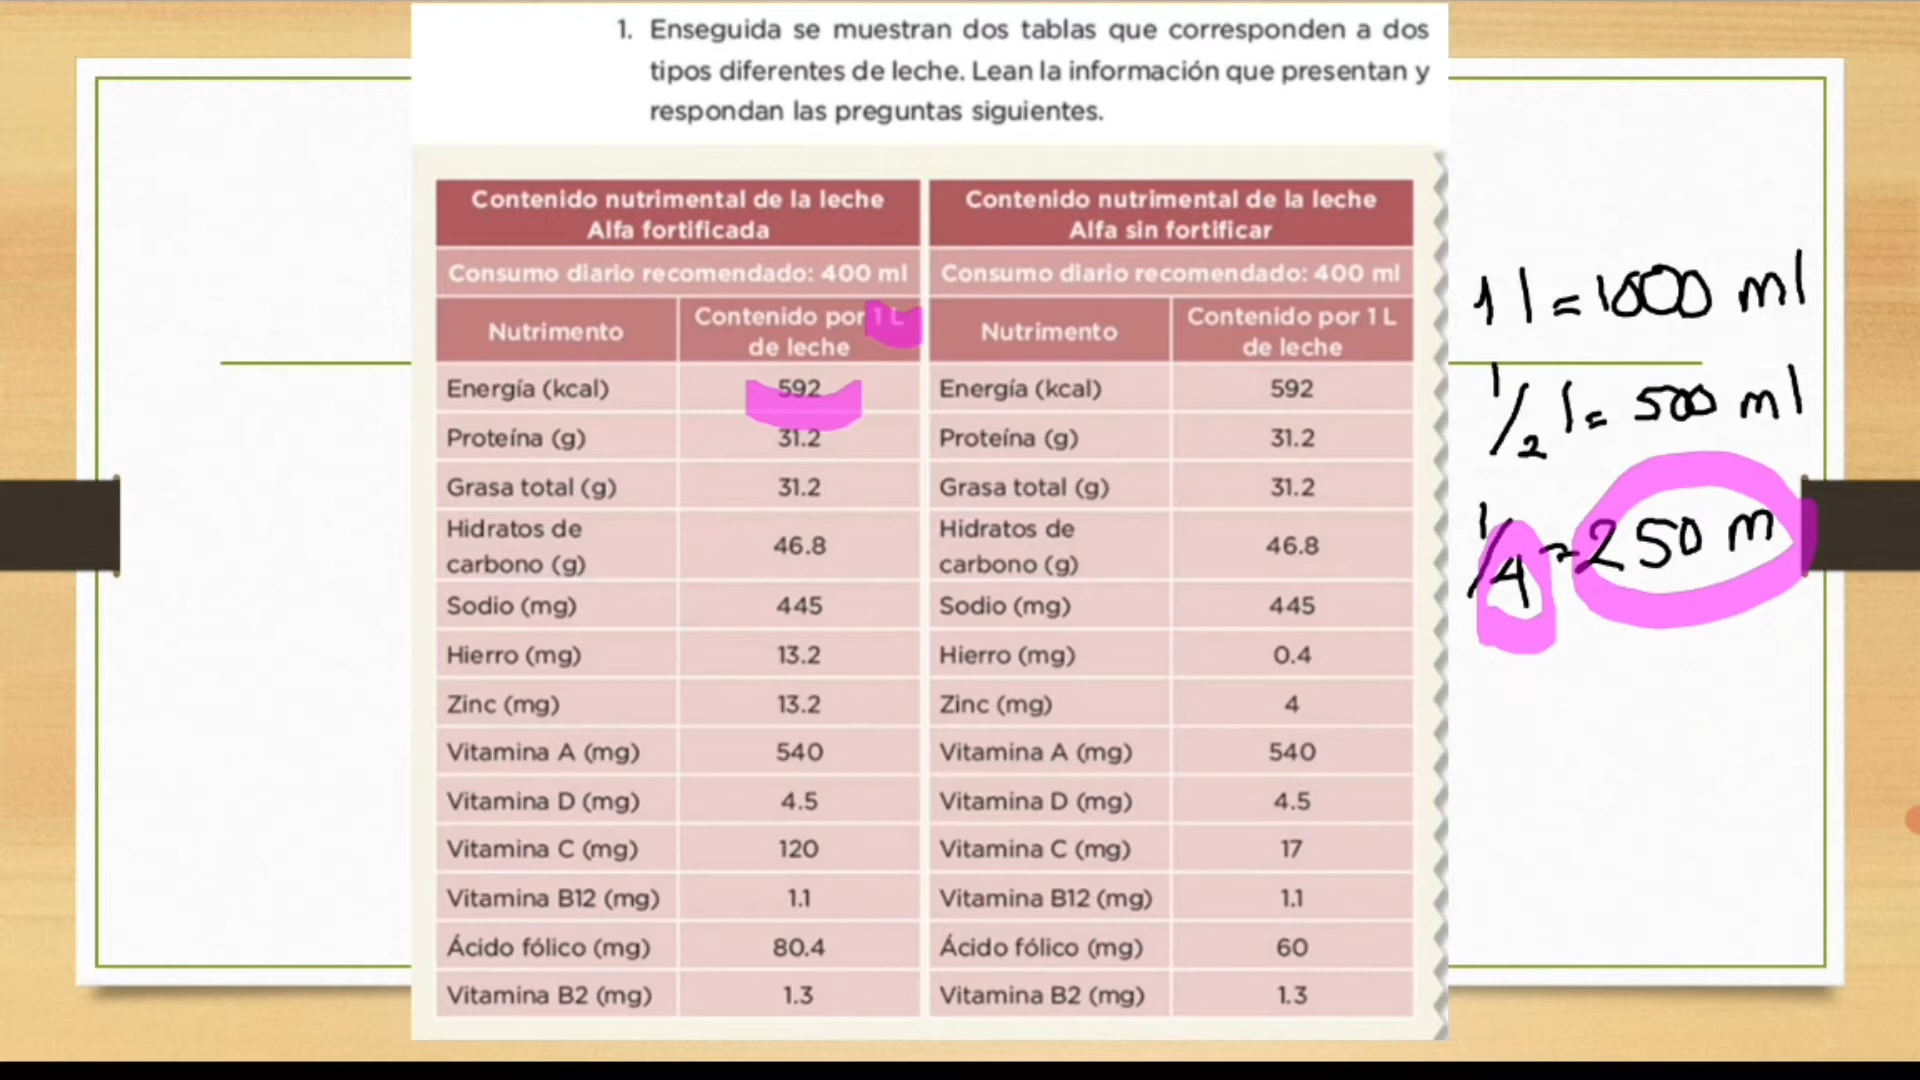 1. Enseguida se muestran dos tablas que corresponden a dos
tipos diferentes de leche. Lean la información que presentan y
respondan las preguntas siguientes.
Contenido nutrimental de la leche
Alfa fortificada
Consumo diario recomendado: 400 ml
Nutrimento Contenido por 1 L
de leche
Energía (kcal) 592
Proteína (g) 31.2
Grasa total (g) 31.2
Hidratos de
carbono (g) 46.8
Sodio (mg) 445
Hierro (mg) 13.2
Zinc (mg) 13.2
Vitamina A (mg) 540
Vitamina D (mg) 4.5
Vitamina C (mg) 120
Vitamina B12 (mg) 1.1
Ácido fólico (mg) 80.4
Vitamina B2 (mg) 1.3
Contenido nutrimental de la leche
Alfa sin fortificar
Consumo diario recomendado: 400 ml
Nutrimento Contenido por 1 L
de leche
Energía (kcal) 592
Proteína (g) 31.2
Grasa total (g) 31.2
Hidratos de
carbono (g) 46.8
Sodio (mg) 445
Hierro (mg) 0.4
Zinc (mg) 4
Vitamina A (mg) 540
Vitamina D (mg) 4.5
Vitamina C (mg) 17
Vitamina B12 (mg) 1.1
Ácido fólico (mg) 60
Vitamina B2 (mg) 1.3
1 l = 1000 ml
1/2 l = 500 ml
1/4 = 250 m